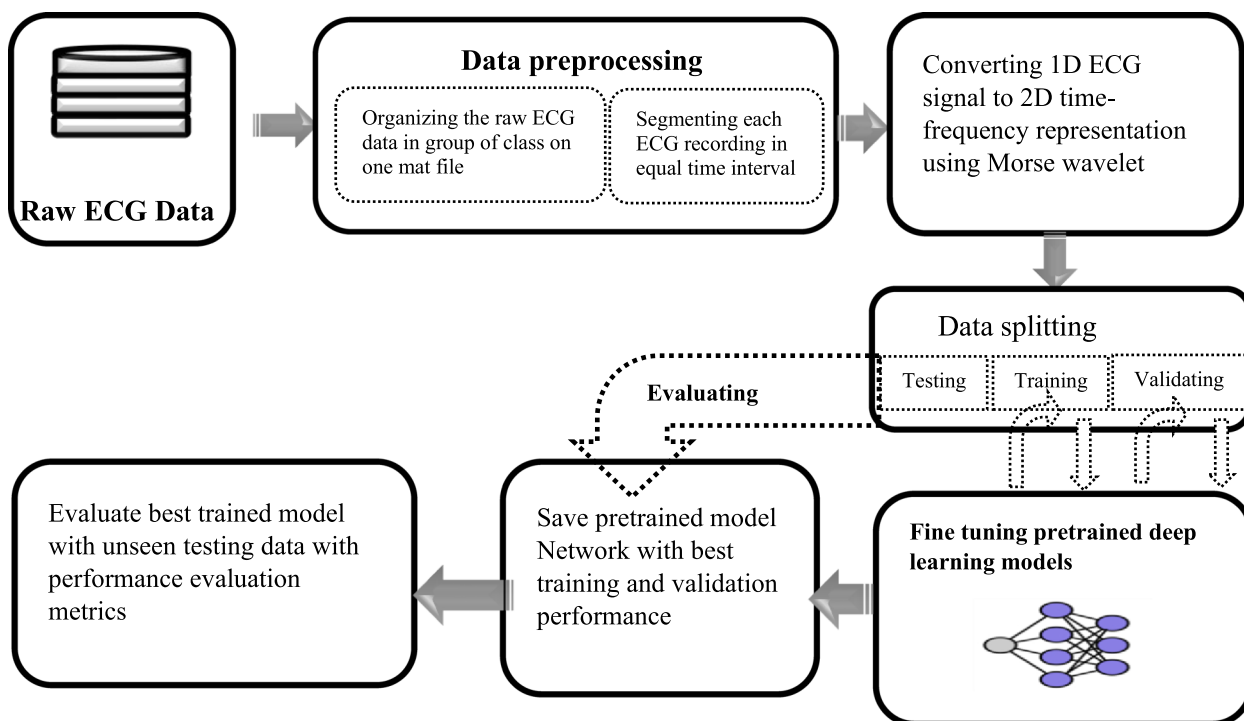 Raw ECG Data
Data preprocessing
Organizing the raw ECG
data in group of class on
one mat file
Segmenting each
ECG recording in
equal time interval
Converting 1D ECG
signal to 2D time-
frequency representation
using Morse wavelet
Data splitting
Testing
Training
Validating
Evaluating
Fine tuning pretrained deep
learning models
Save pretrained model
Network with best
training and validation
performance
Evaluate best trained model
with unseen testing data with
performance evaluation
metrics